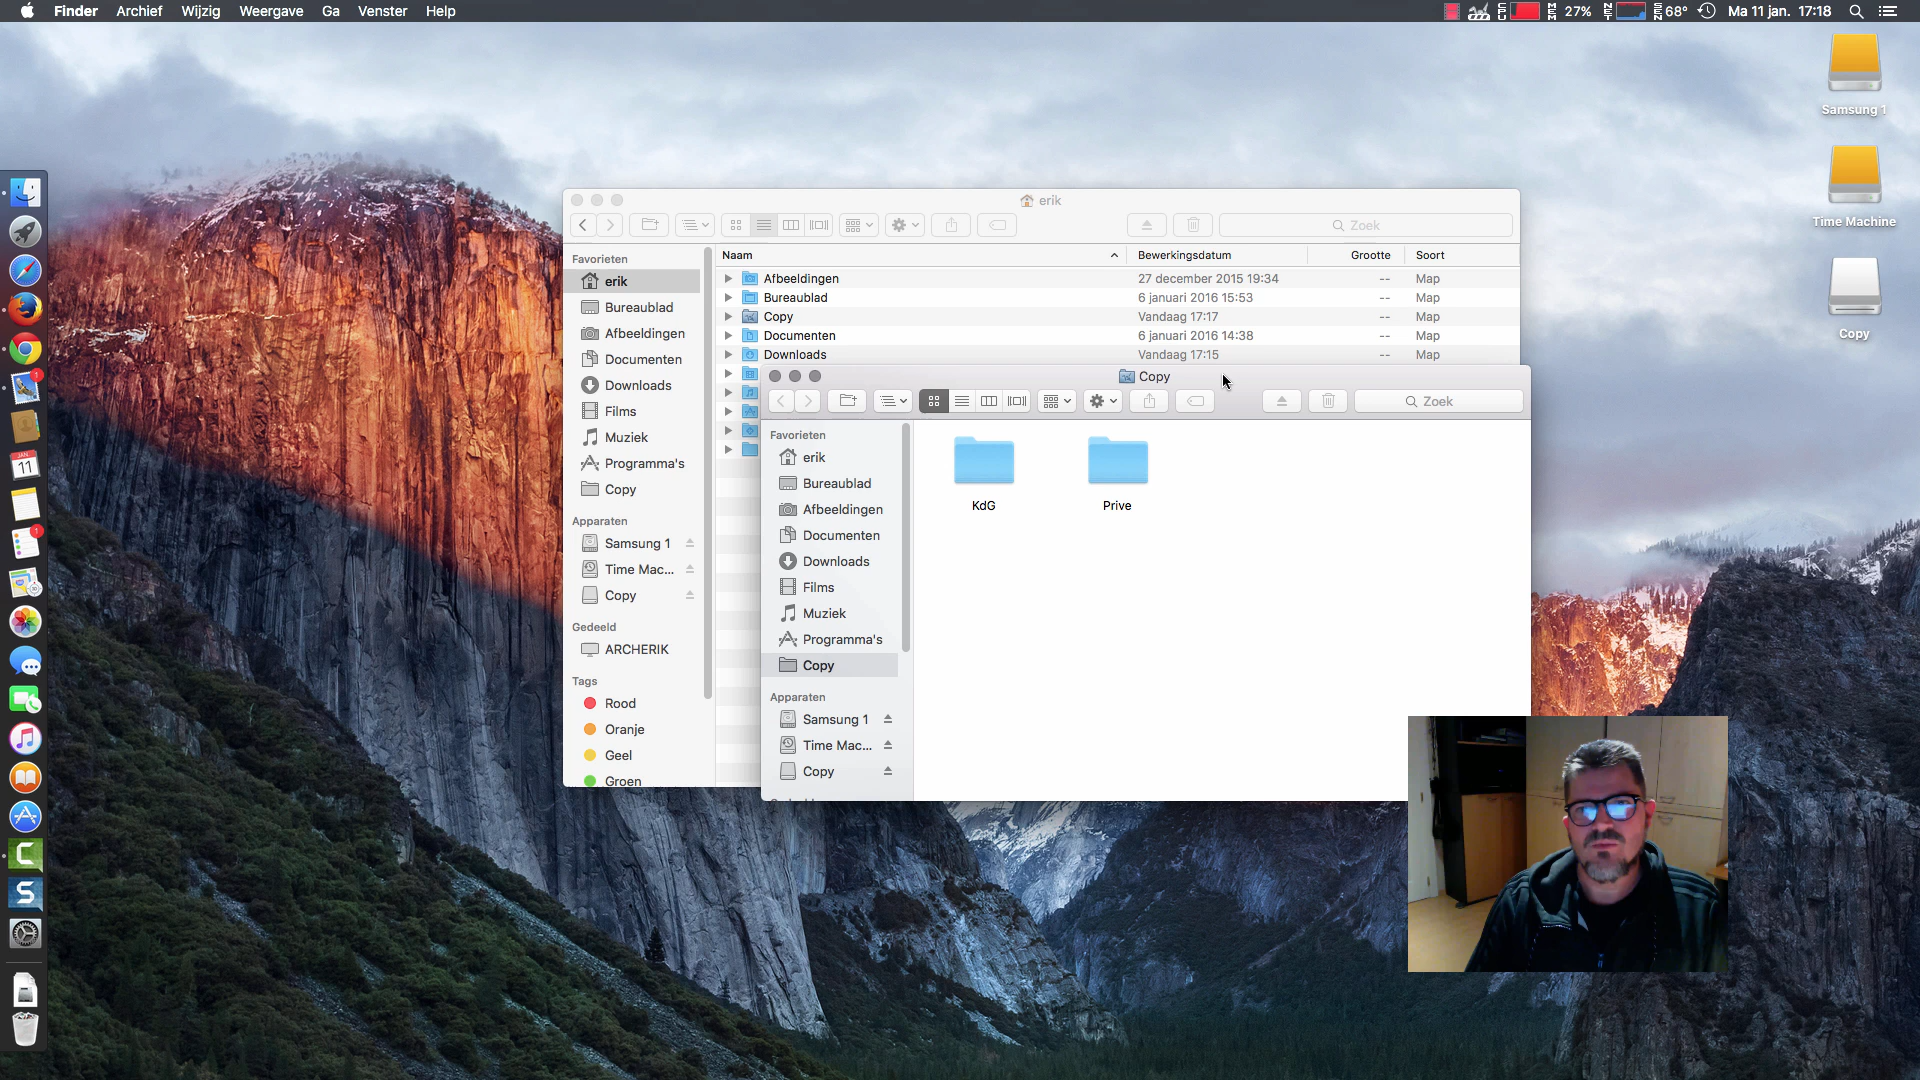 Finder Archief Wijzig Weergave Ga Venster Help
27% 68° Ma 11 jan. 17:18
Samsung 1
Time Machine
Copy
erik
Zoek
Favorieten
erik
Bureaublad
Afbeeldingen
Documenten
Downloads
Films
Muziek
Programma's
Copy
Apparaten
Samsung 1
Time Mac...
Copy
Gedeeld
ARCHERIK
Tags
Rood
Oranje
Geel
Groen
Naam Bewerkingsdatum Grootte Soort
Afbeeldingen 27 december 2015 19:34 -- Map
Bureaublad 6 januari 2016 15:53 -- Map
Copy Vandaag 17:17 -- Map
Documenten 6 januari 2016 14:38 -- Map
Downloads Vandaag 17:15 -- Map
Copy
Zoek
Favorieten
erik
Bureaublad
Afbeeldingen
Documenten
Downloads
Films
Muziek
Programma's
Copy
Apparaten
Samsung 1
Time Mac...
Copy
KdG
Prive
JAN
11
1
1